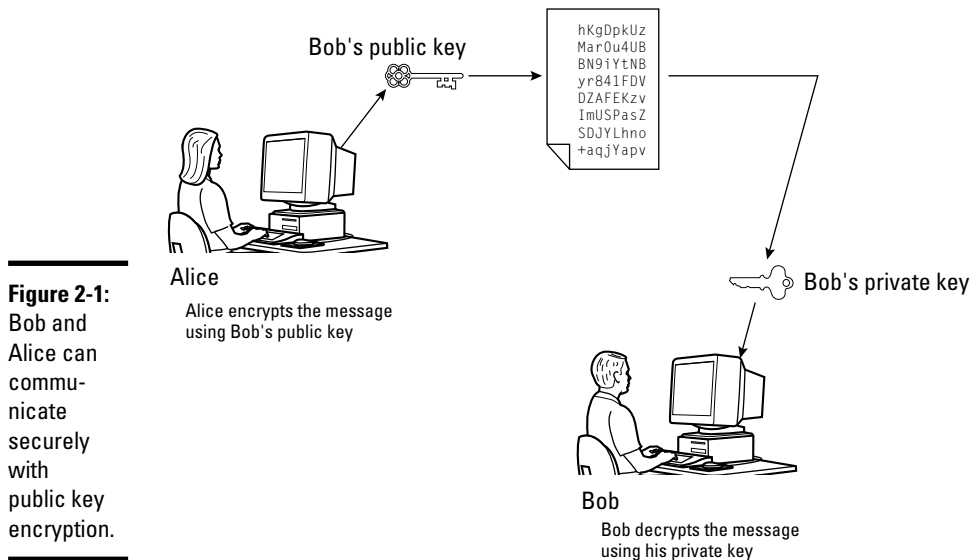 Bob's public key
hKgDpkUz
MarOu4UB
BN9iYtNB
yr841FDV
DZAFEKzv
ImUSPasZ
SDJYLhno
+aqjYapv
Alice
Alice encrypts the message
using Bob's public key
Bob's private key
Bob
Bob decrypts the message
using his private key
Figure 2-1:
Bob and
Alice can
commu-
nicate
securely
with
public key
encryption.